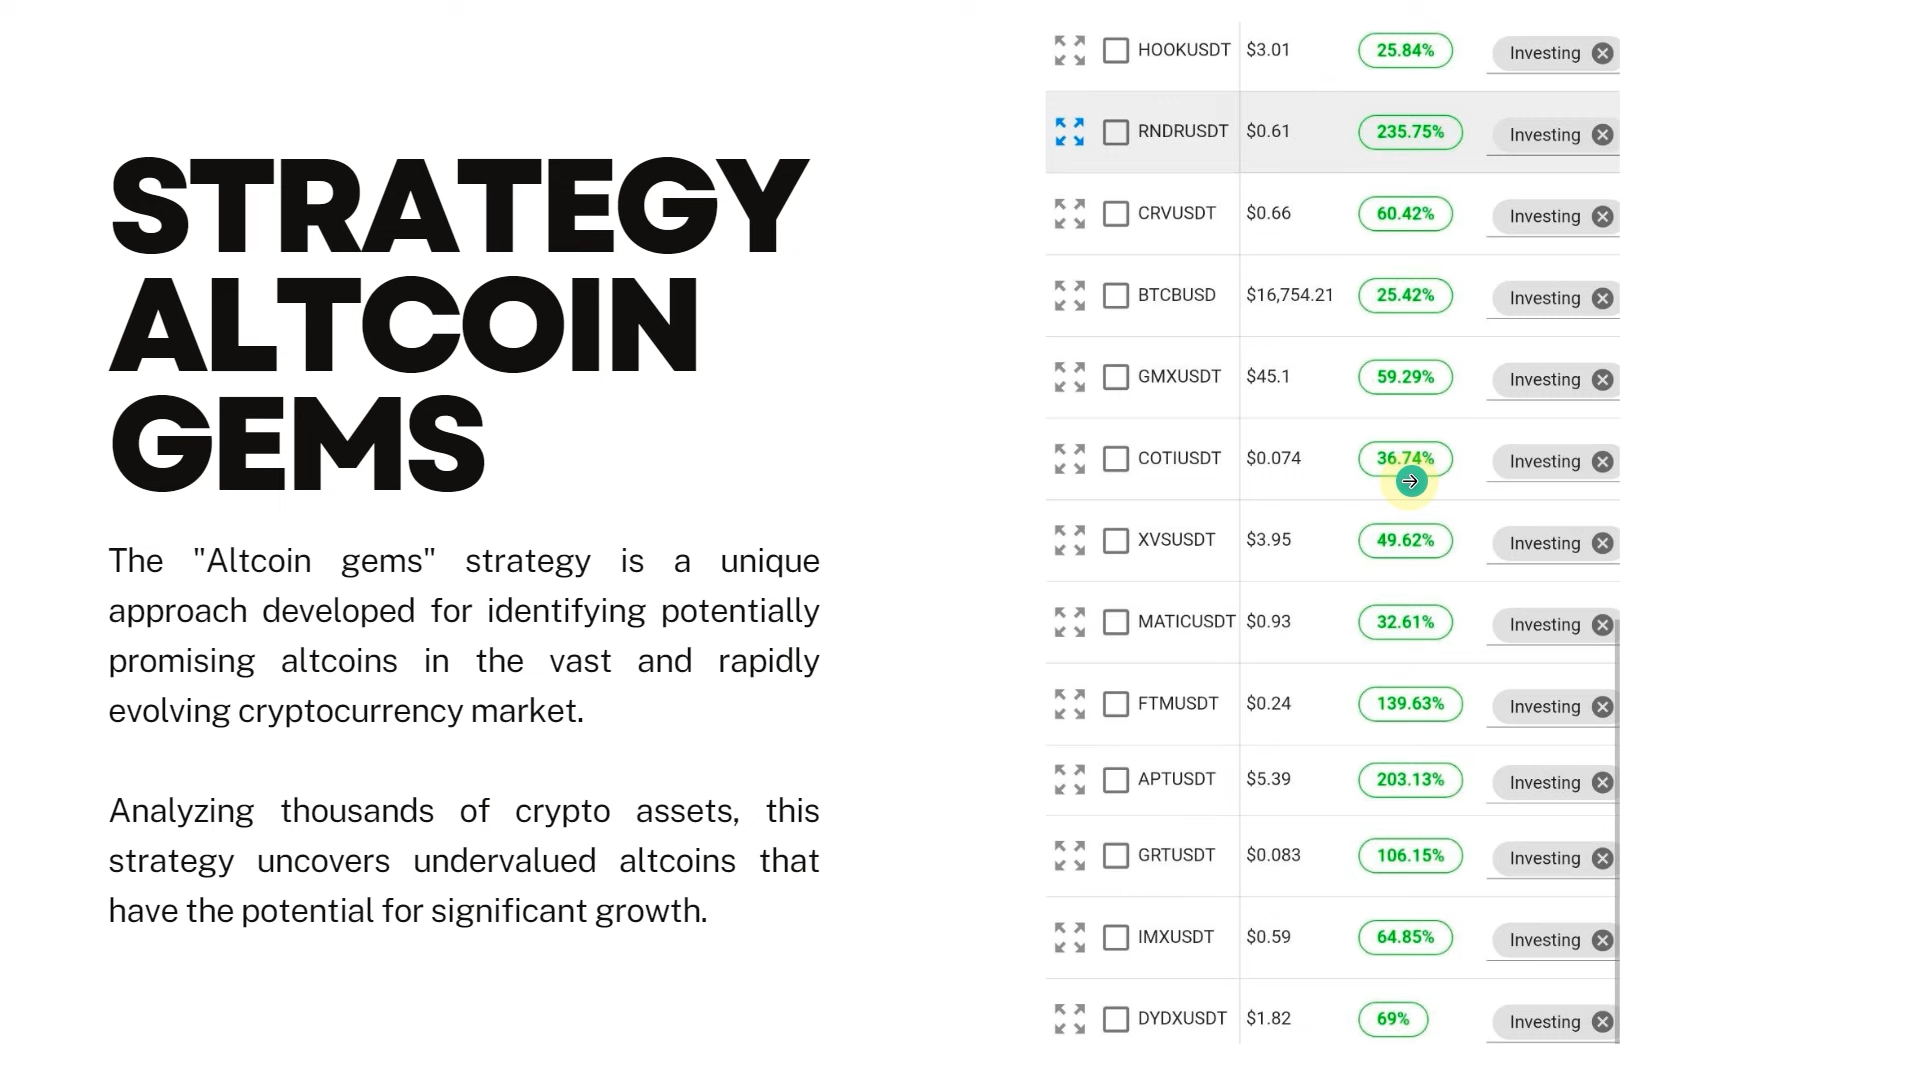 STRATEGY
ALTCOIN
GEMS
The "Altcoin gems" strategy is a unique
approach developed for identifying potentially
promising altcoins in the vast and rapidly
evolving cryptocurrency market.
Analyzing thousands of crypto assets, this
strategy uncovers undervalued altcoins that
have the potential for significant growth.
HOOKUSDT $3.01 25.84% Investing
RNDRUSDT $0.61 235.75% Investing
CRVUSDT $0.66 60.42% Investing
BTCBUSD $16,754.21 25.42% Investing
GMXUSDT $45.1 59.29% Investing
COTIUSDT $0.074 36.74% Investing
XVSUSDT $3.95 49.62% Investing
MATICUSDT $0.93 32.61% Investing
FTMUSDT $0.24 139.63% Investing
APTUSDT $5.39 203.13% Investing
GRTUSDT $0.083 106.15% Investing
IMXUSDT $0.59 64.85% Investing
DYDXUSDT $1.82 69% Investing